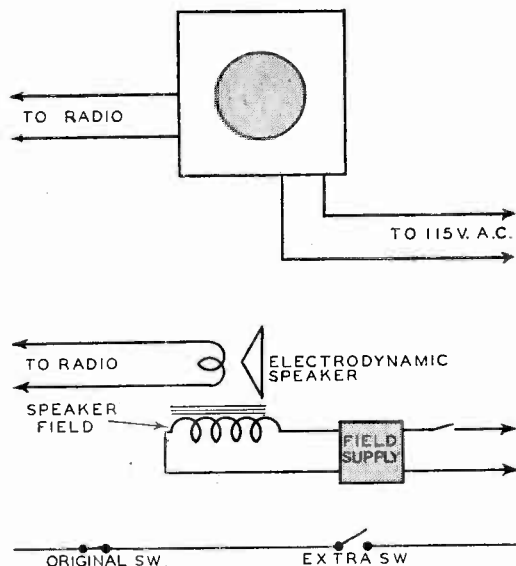 TO RADIO
TO 115V. A.C.
TO RADIO
ELECTRODYNAMIC
SPEAKER
SPEAKER
FIELD
FIELD
SUPPLY
ORIGINAL SW.
EXTRA SW